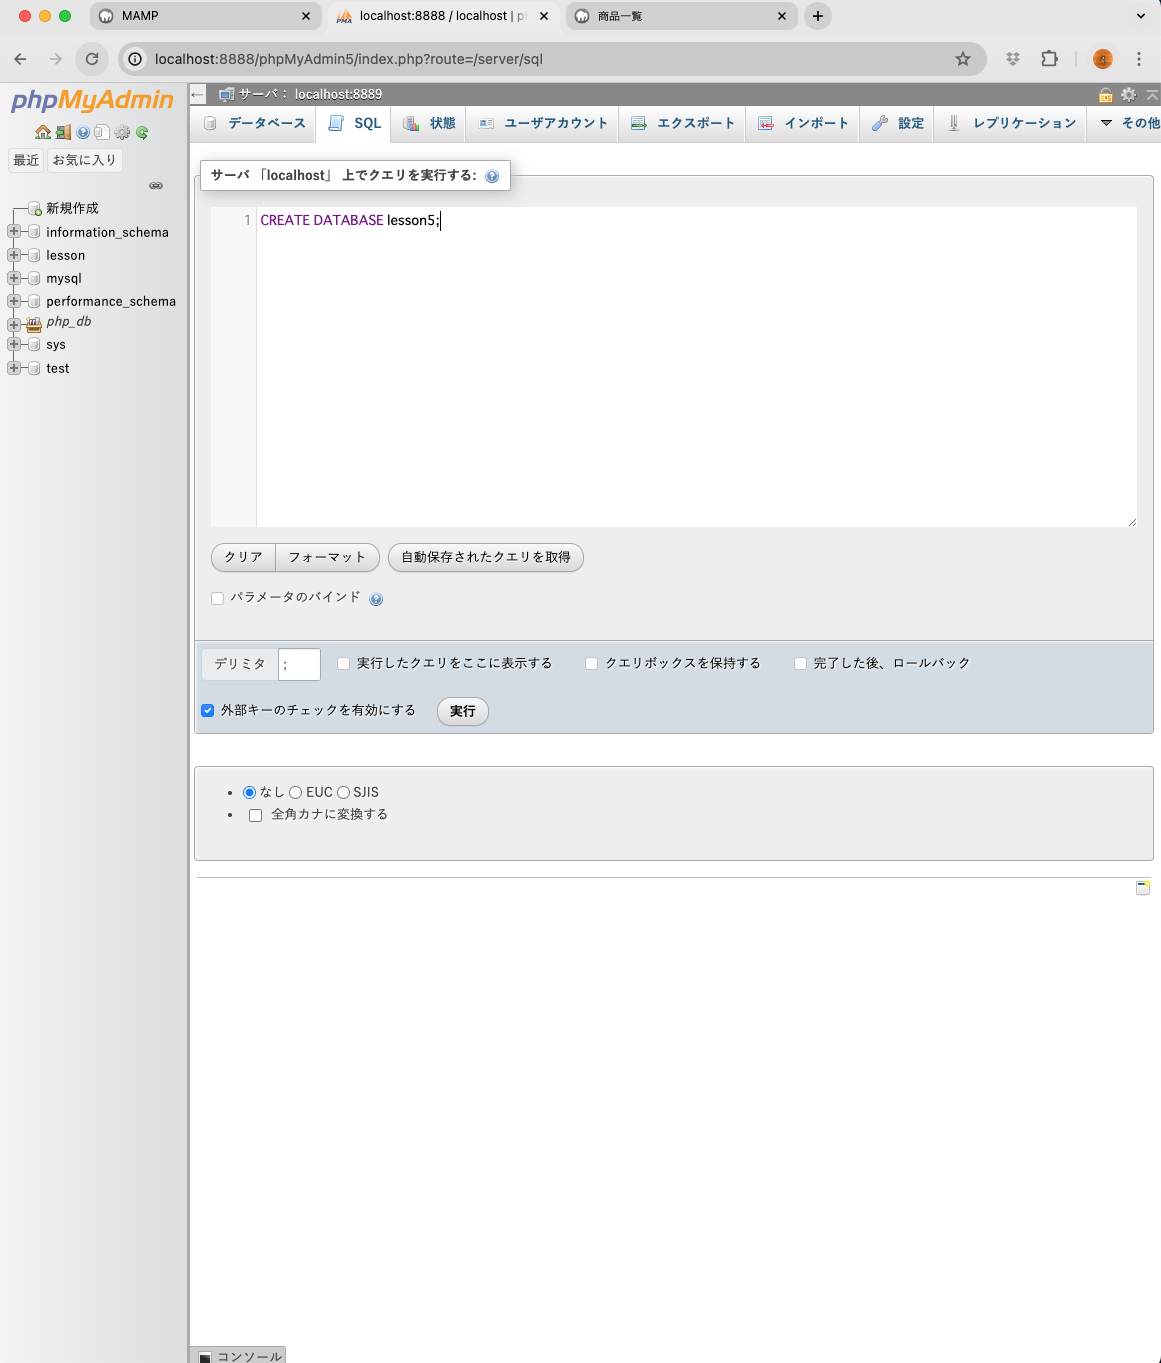 MAMP
localhost:8888 / localhost | p
商品一覧
localhost:8888/phpMyAdmin5/index.php?route=/server/sql
phpMyAdmin
サーバ： localhost:8889
データベース
SQL
状態
ユーザアカウント
エクスポート
インポート
設定
レプリケーション
その他
最近
お気に入り
新規作成
information_schema
lesson
mysql
performance_schema
php_db
sys
test
サーバ 「localhost」 上でクエリを実行する:
1 CREATE DATABASE lesson5;
クリア
フォーマット
自動保存されたクエリを取得
パラメータのバインド
デリミタ ;
実行したクエリをここに表示する
クエリボックスを保持する
完了した後、ロールバック
外部キーのチェックを有効にする
実行
なし EUC SJIS
全角カナに変換する
コンソール